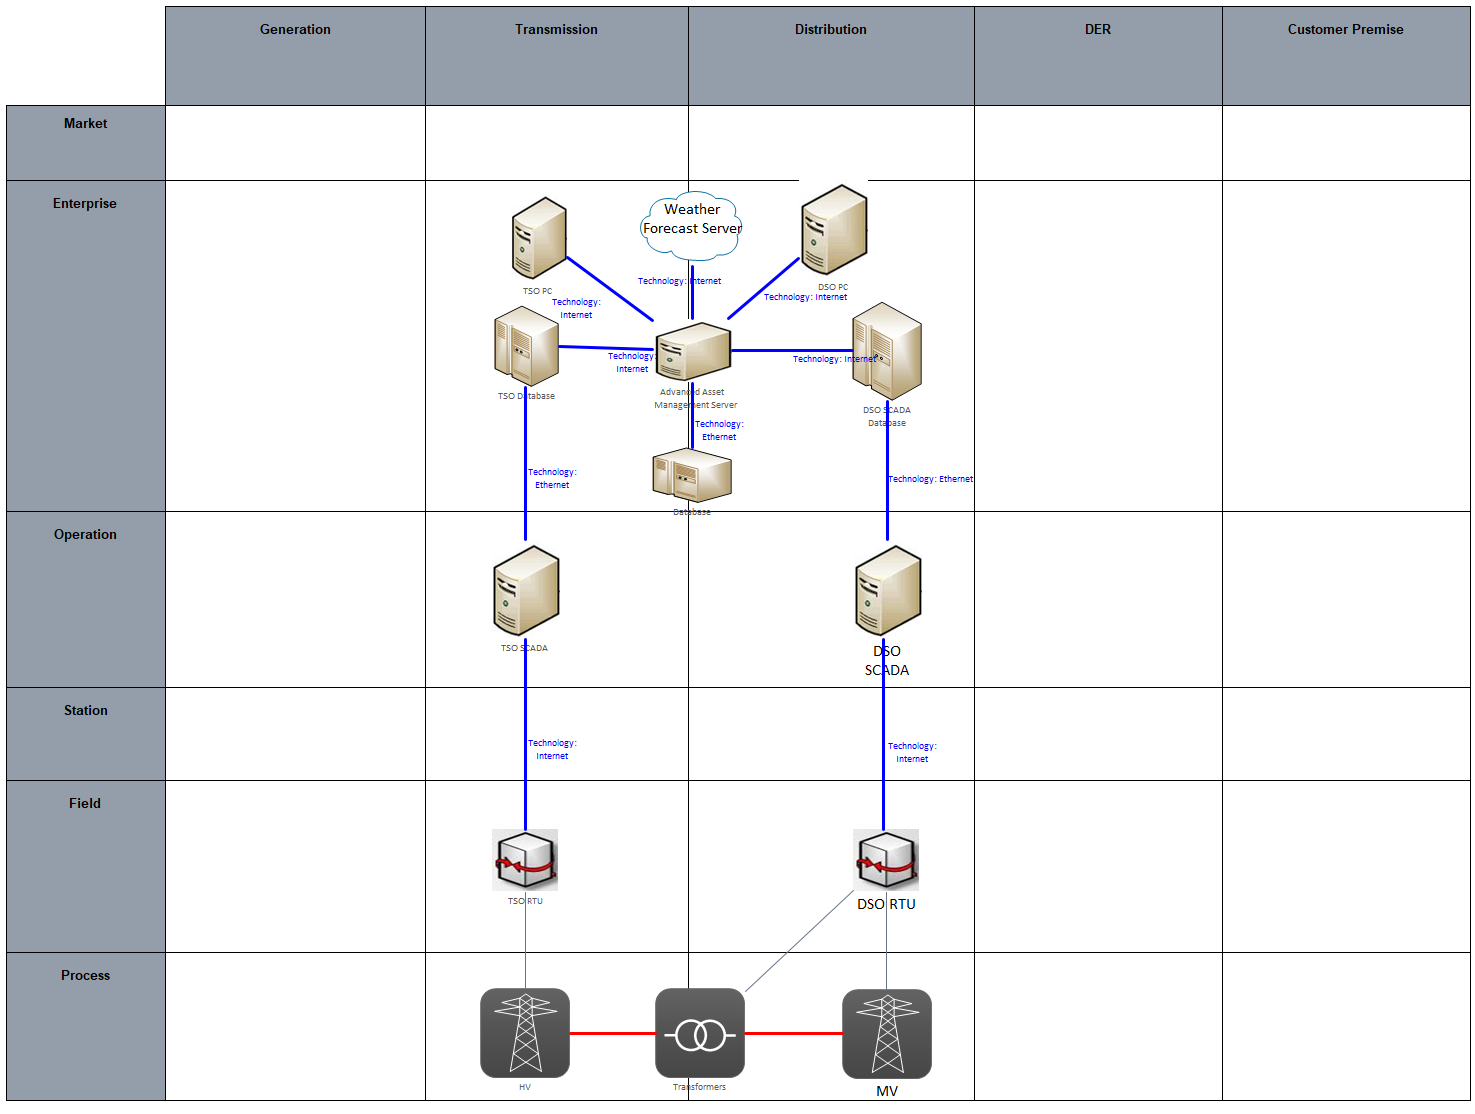 Generation
Transmission
Distribution
DER
Customer Premise
Market
Enterprise
Weather
Forecast Server
TSO PC
DSO PC
Technology: Internet
Technology: Internet
Technology:
Internet
Technology:
Internet
Technology: Internet
TSO Database
Advanced Asset
Management Server
DSO SCADA
Database
Technology:
Ethernet
Technology:
Ethernet
Technology: Ethernet
Database
Operation
TSO SCADA
DSO
SCADA
Station
Technology:
Internet
Technology:
Internet
Field
TSO RTU
DSO RTU
Process
HV
Transformers
MV